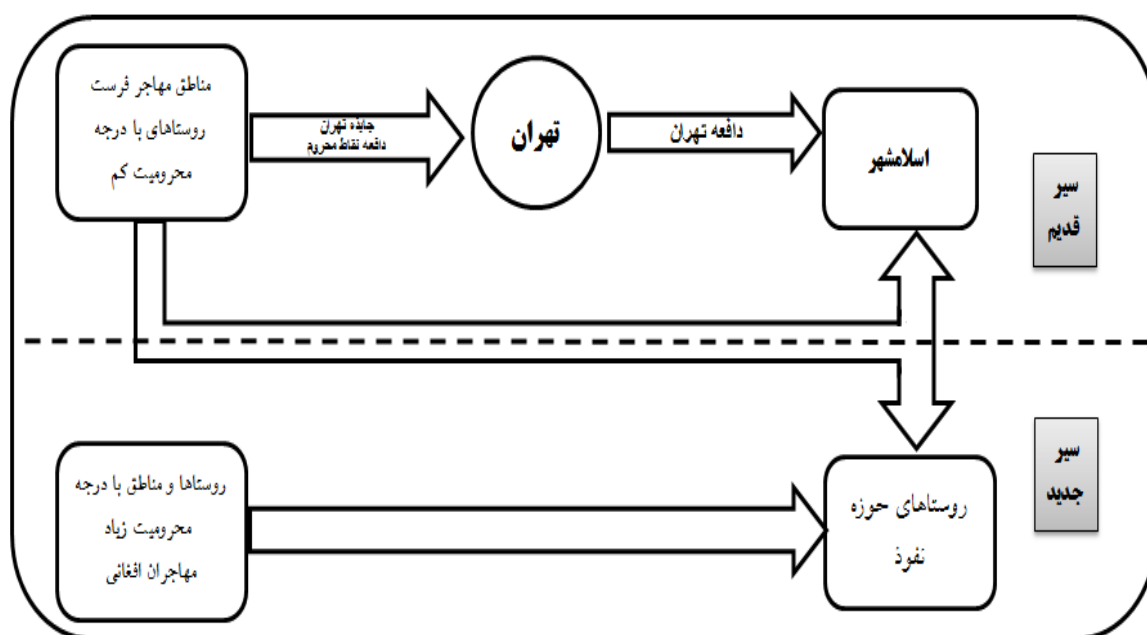 مناطق مهاجر فرست
روستاهای با درجه
محرومیت کم
جابذه تهران
دافعه نقاط محروم
تهران
دافعه تهران
اسلامشهر
سیر
قدیم
روستاها و مناطق با درجه
محرومیت زیاد
مهاجران افغانی
روستاهای حوزه
نفوذ
سیر
جدید